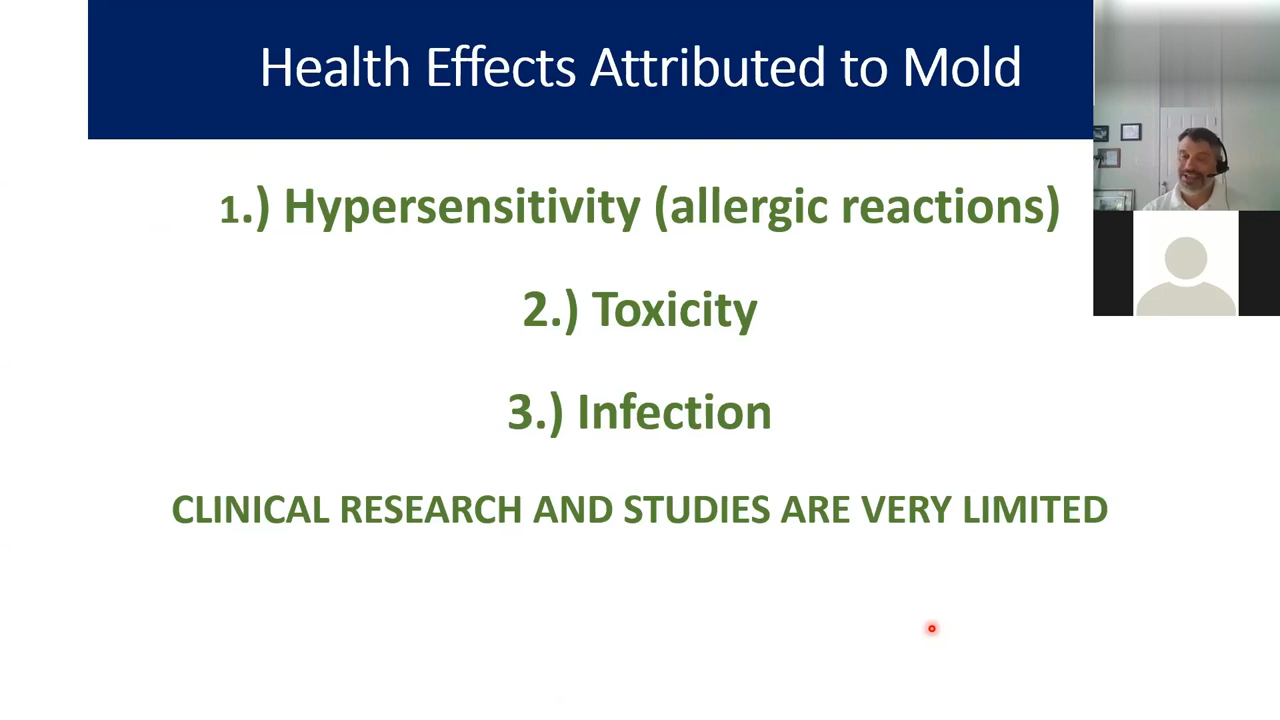 Health Effects Attributed to Mold
1.) Hypersensitivity (allergic reactions)
2.) Toxicity
3.) Infection
CLINICAL RESEARCH AND STUDIES ARE VERY LIMITED